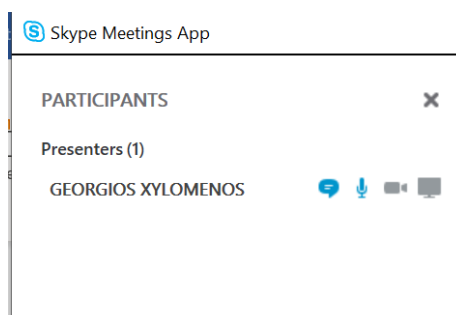 Skype Meetings App
PARTICIPANTS
Presenters (1)
GEORGIOS XYLOMENOS